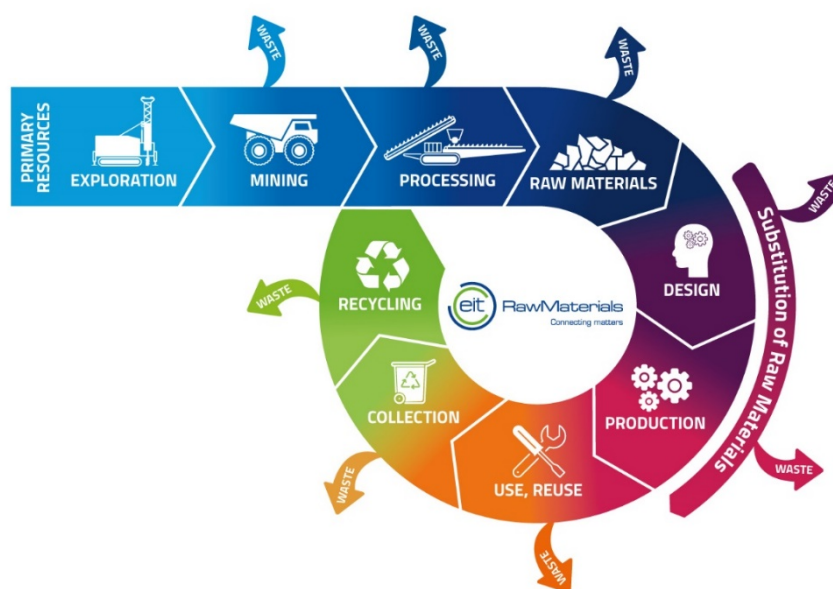 PRIMARY
RESOURCES
EXPLORATION
MINING
PROCESSING
RAW MATERIALS
DESIGN
PRODUCTION
USE, REUSE
COLLECTION
RECYCLING
Substitution of Raw Materials
WASTE
WASTE
WASTE
WASTE
WASTE
WASTE
WASTE
WASTE
eit RawMaterials
Connecting matters